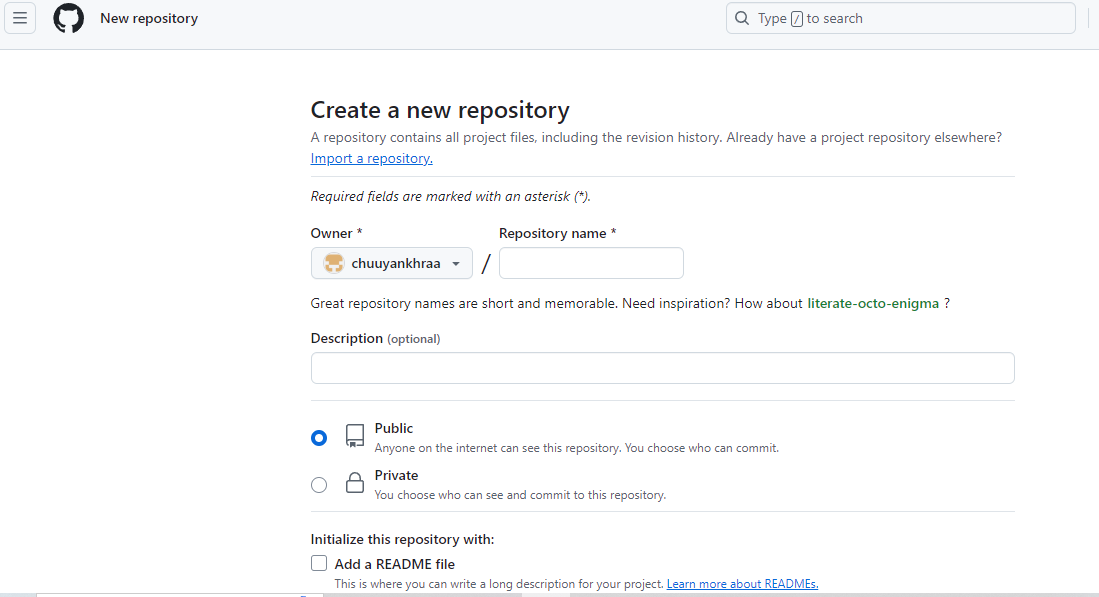 New repository
Type / to search
Create a new repository
A repository contains all project files, including the revision history. Already have a project repository elsewhere?
Import a repository.
Required fields are marked with an asterisk (*).
Owner * Repository name *
chuuyankhraa /
Great repository names are short and memorable. Need inspiration? How about literate-octo-enigma ?
Description (optional)
Public
Anyone on the internet can see this repository. You choose who can commit.
Private
You choose who can see and commit to this repository.
Initialize this repository with:
Add a README file
This is where you can write a long description for your project. Learn more about READMEs.